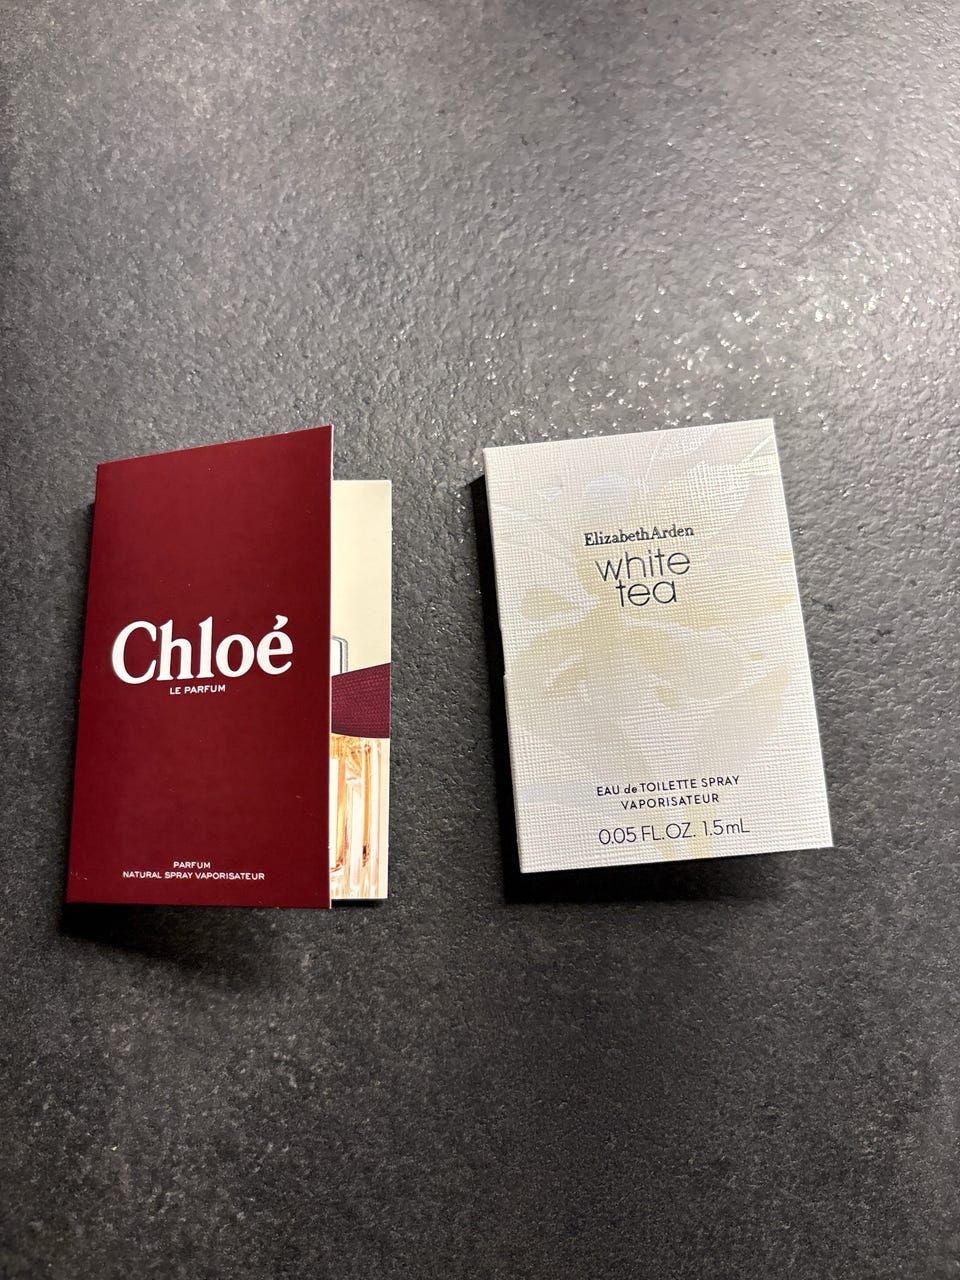 Chloé
LE PARFUM
PARFUM
NATURAL SPRAY VAPORISATEUR
ElizabethArden
white
tea
EAU de TOILETTE SPRAY
VAPORISATEUR
0.05 FL.OZ. 1.5mL